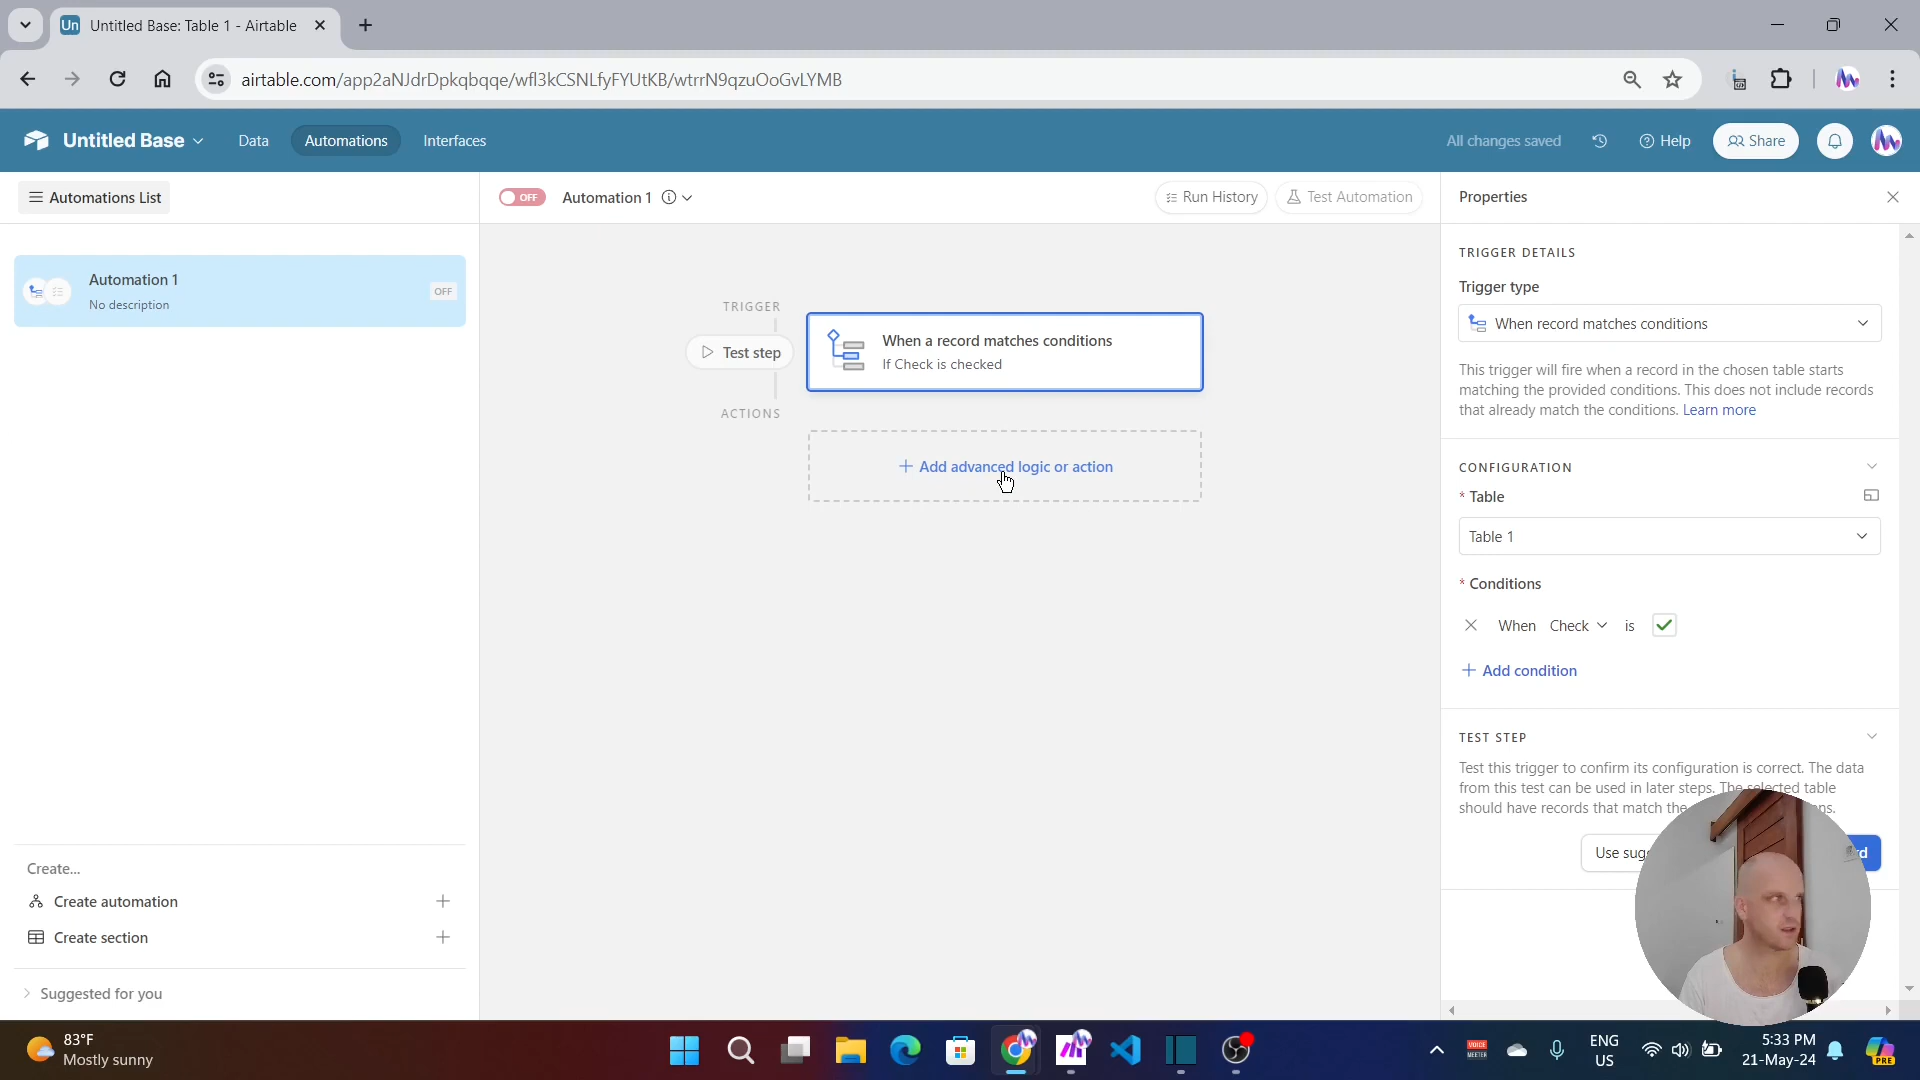 Un
Untitled Base: Table 1 - Airtable
airtable.com/app2aNJdrDpkqbqqe/wfl3kCSNLfyFYUtKB/wtrrN9qzuOoGvLYMB
Untitled Base
Data
Automations
Interfaces
All changes saved
Help
Share
Automations List
OFF
Automation 1
Run History
Test Automation
Properties
Automation 1
No description
OFF
TRIGGER
Test step
When a record matches conditions
If Check is checked
ACTIONS
+ Add advanced logic or action
TRIGGER DETAILS
Trigger type
When record matches conditions
This trigger will fire when a record in the chosen table starts
matching the provided conditions. This does not include records
that already match the conditions. Learn more
CONFIGURATION
* Table
Table 1
* Conditions
When Check is
+ Add condition
TEST STEP
Test this trigger to confirm its configuration is correct. The data
from this test can be used in later steps. The selected table
should have records that match the
Use
Create...
Create automation
Create section
Suggested for you
83°F
Mostly sunny
VOICE
MEETER
ENG
US
5:33 PM
21-May-24
PRE